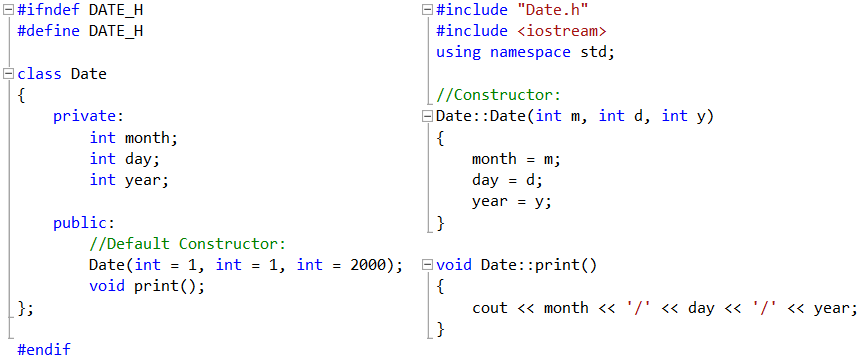 #ifndef DATE_H
#define DATE_H
class Date
{
    private:
        int month;
        int day;
        int year;
    public:
        //Default Constructor:
        Date(int = 1, int = 1, int = 2000);
        void print();
};
#endif
#include "Date.h"
#include <iostream>
using namespace std;
//Constructor:
Date::Date(int m, int d, int y)
{
    month = m;
    day = d;
    year = y;
}
void Date::print()
{
    cout << month << '/' << day << '/' << year;
}